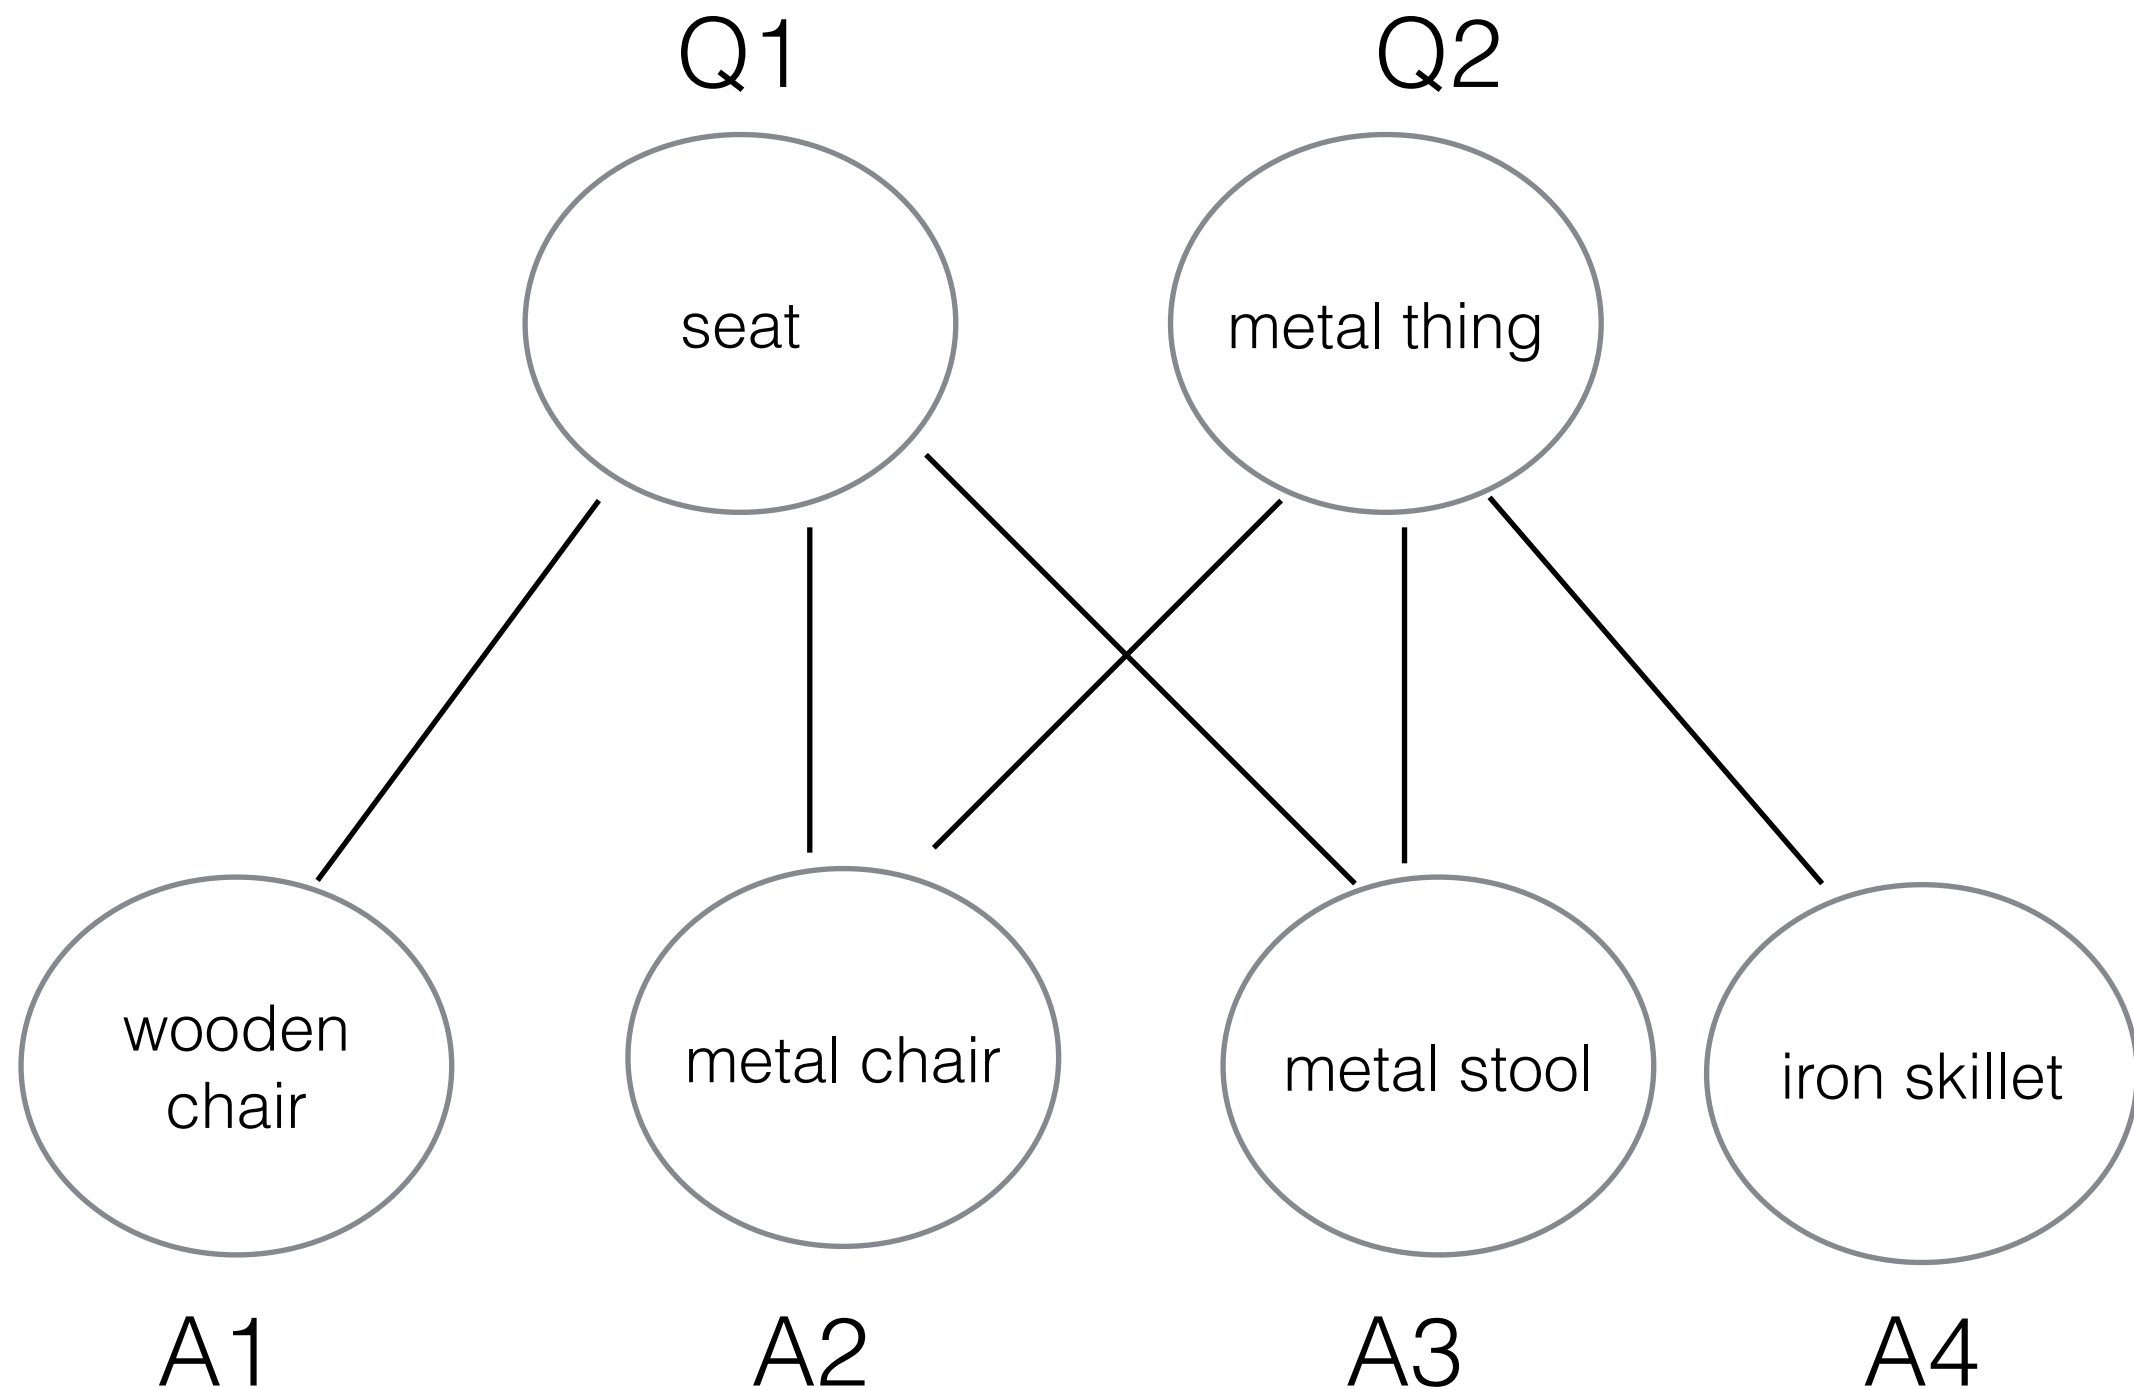 Q1
Q2
seat
metal thing
wooden
chair
metal chair
metal stool
iron skillet
A1
A2
A3
A4